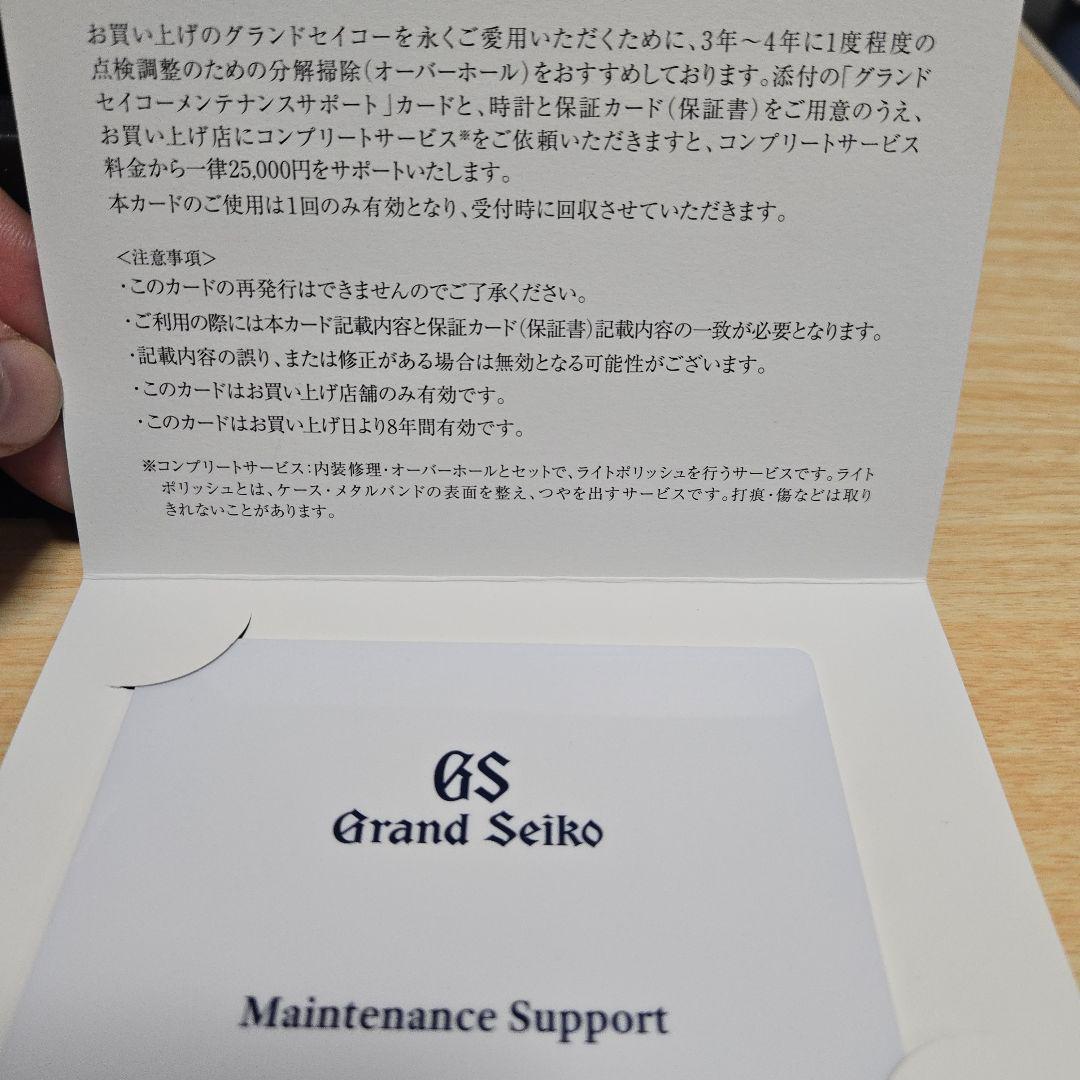 お買い上げのグランドセイコーを永くご愛用いただくために、3年～4年に1度程度の
点検調整のための分解掃除（オーバーホール）をおすすめしております。添付の「グランド
セイコーメンテナンスサポート」カードと、時計と保証カード（保証書）をご用意のうえ、
お買い上げ店にコンプリートサービス※をご依頼いただきますと、コンプリートサービス
料金から一律25,000円をサポートいたします。
本カードのご使用は1回のみ有効となり、受付時に回収させていただきます。
＜注意事項＞
・このカードの再発行はできませんのでご了承ください。
・ご利用の際には本カード記載内容と保証カード（保証書）記載内容の一致が必要となります。
・記載内容の誤り、または修正がある場合は無効となる可能性がございます。
・このカードはお買い上げ店舗のみ有効です。
・このカードはお買い上げ日より8年間有効です。
※コンプリートサービス：内装修理・オーバーホールとセットで、ライトポリッシュを行うサービスです。ライト
ポリッシュとは、ケース・メタルバンドの表面を整え、つやを出すサービスです。打痕・傷などは取り
きれないことがあります。
GS
Grand Seiko
Maintenance Support